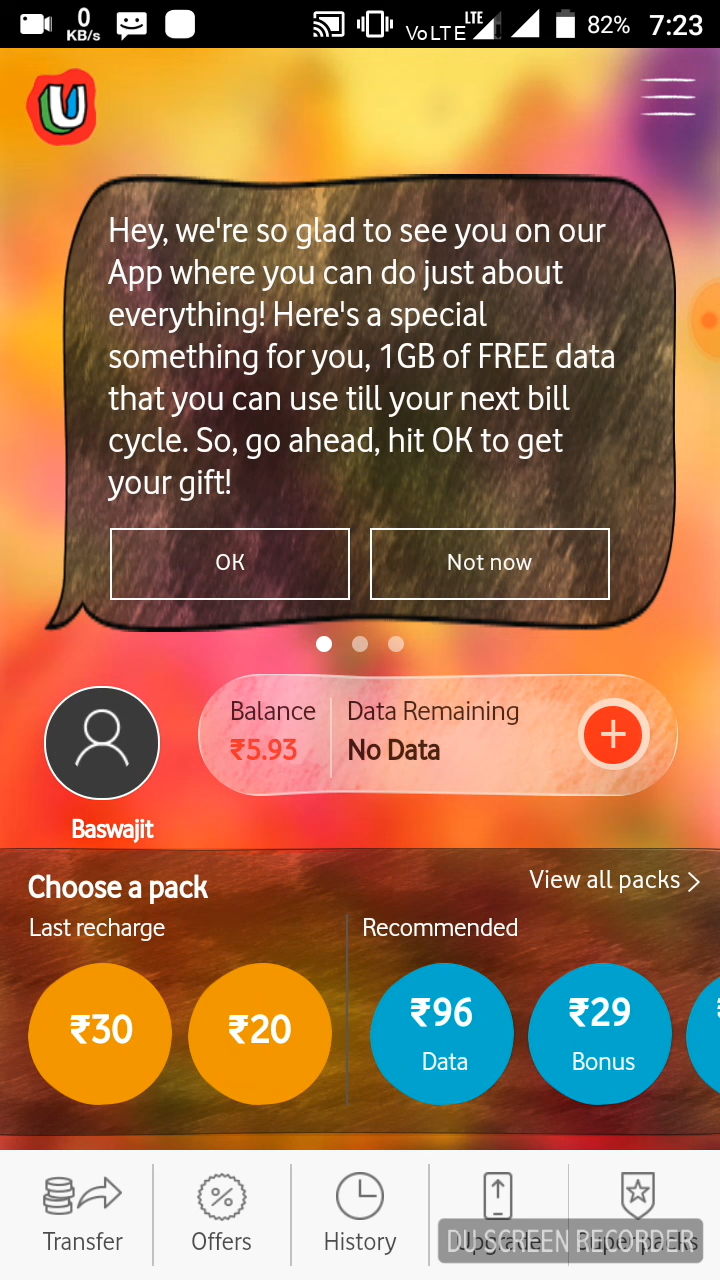 0
KB/s
VoLTE
LTE
82%
7:23
U
Hey, we're so glad to see you on our
App where you can do just about
everything! Here's a special
something for you, 1GB of FREE data
that you can use till your next bill
cycle. So, go ahead, hit OK to get
your gift!
OK
Not now
Balance
Data Remaining
₹5.93
No Data
Baswajit
Choose a pack
View all packs >
Last recharge
Recommended
₹30
₹20
₹96
Data
₹29
Bonus
Transfer
Offers
History
Upgrade
Superpacks
DU SCREEN RECORDER